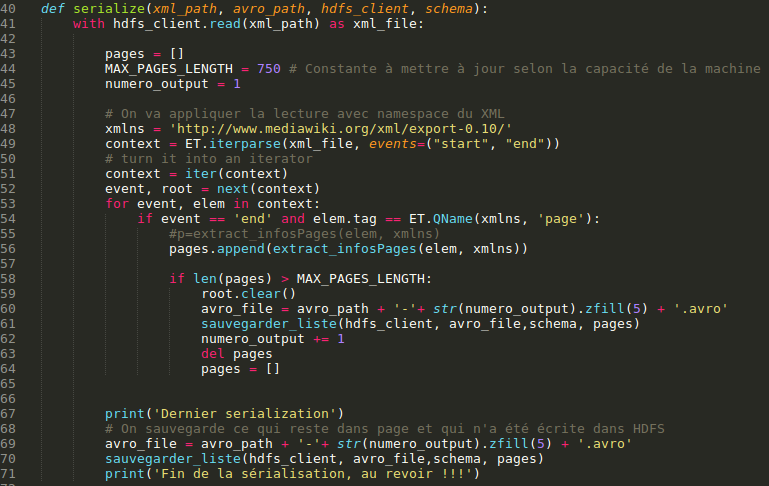 40 def serialize(xml_path, avro_path, hdfs_client, schema):
41     with hdfs_client.read(xml_path) as xml_file:
42
43         pages = []
44         MAX_PAGES_LENGTH = 750 # Constante à mettre à jour selon la capacité de la machine
45         numero_output = 1
46
47         # On va appliquer la lecture avec namespace du XML
48         xmlns = 'http://www.mediawiki.org/xml/export-0.10/'
49         context = ET.iterparse(xml_file, events=("start", "end"))
50         # turn it into an iterator
51         context = iter(context)
52         event, root = next(context)
53         for event, elem in context:
54             if event == 'end' and elem.tag == ET.QName(xmlns, 'page'):
55                 #p=extract_infosPages(elem, xmlns)
56                 pages.append(extract_infosPages(elem, xmlns))
57
58                 if len(pages) > MAX_PAGES_LENGTH:
59                     root.clear()
60                     avro_file = avro_path + '-'+ str(numero_output).zfill(5) + '.avro'
61                     sauvegarder_liste(hdfs_client, avro_file,schema, pages)
62                     numero_output += 1
63                     del pages
64                     pages = []
65
66
67         print('Dernier serialization')
68         # On sauvegarde ce qui reste dans page et qui n'a été écrite dans HDFS
69         avro_file = avro_path + '-'+ str(numero_output).zfill(5) + '.avro'
70         sauvegarder_liste(hdfs_client, avro_file,schema, pages)
71         print('Fin de la sérialisation, au revoir !!!')